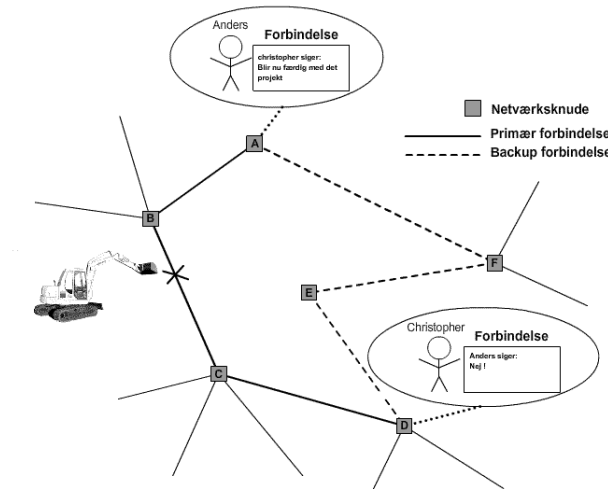 Anders
Forbindelse
christopher siger:
Blir nu færdig med det
projekt
Netværksknude
Primær forbindelse
Backup forbindelse
A
B
F
E
Christopher
Forbindelse
Anders siger:
Nej !
C
D